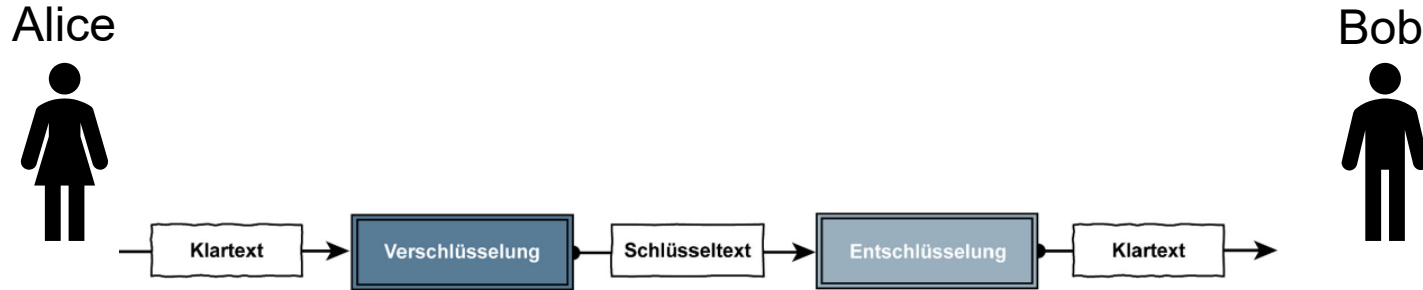 Alice
Bob
Klartext
Verschlüsselung
Schlüsseltext
Entschlüsselung
Klartext